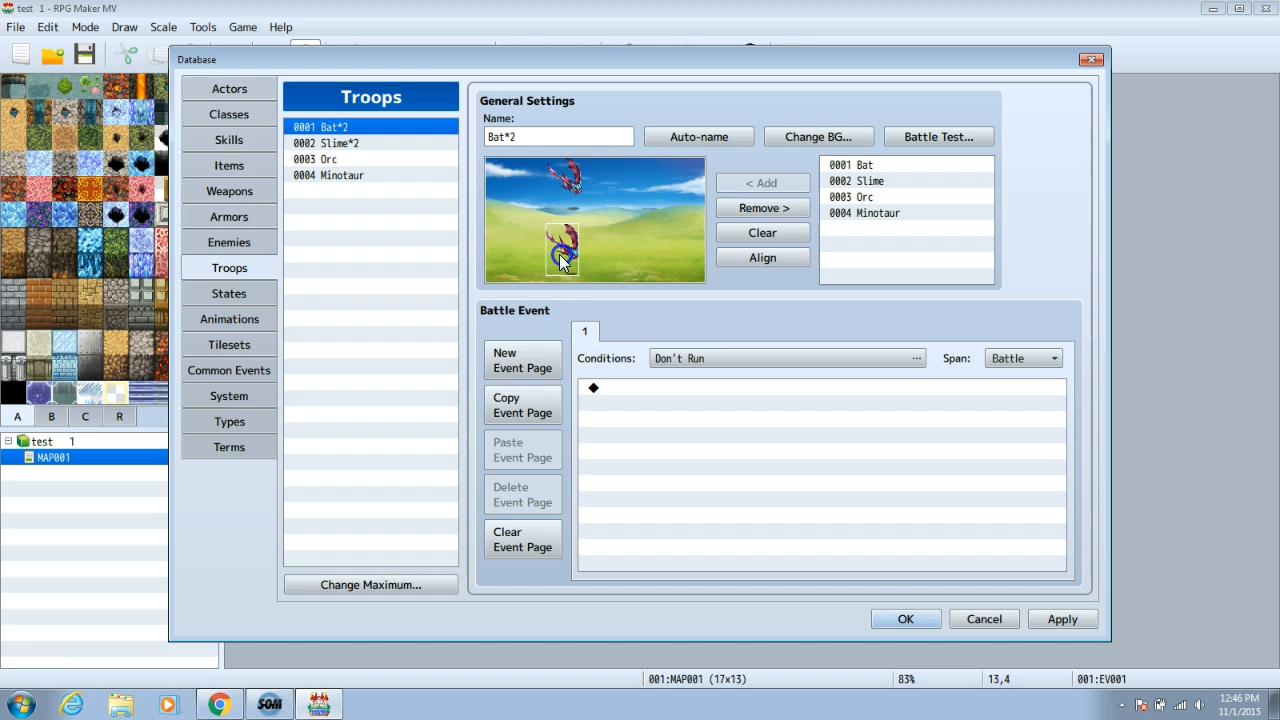 test 1 - RPG Maker MV
File Edit Mode Draw Scale Tools Game Help
Database
Actors
Classes
Skills
Items
Weapons
Armors
Enemies
Troops
States
Animations
Tilesets
Common Events
System
Types
Terms
Troops
0001 Bat*2
0002 Slime*2
0003 Orc
0004 Minotaur
Change Maximum...
General Settings
Name:
Bat*2
Auto-name
Change BG...
Battle Test...
< Add
Remove >
Clear
Align
0001 Bat
0002 Slime
0003 Orc
0004 Minotaur
Battle Event
1
New
Event Page
Copy
Event Page
Paste
Event Page
Delete
Event Page
Clear
Event Page
Conditions: Don't Run ... Span: Battle
OK Cancel Apply
A B C R
test 1
MAP001
001:MAP001 (17x13) 83% 13,4 001:EV001
SOM
12:46 PM
11/1/2015